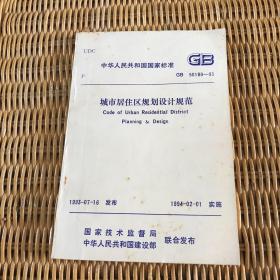 UDC
中华人民共和国国家标准
GB
P
GB 50180—93
城市居住区规划设计规范
Code of Urban Residential District
Planning & Design
1993-07-16 发布
1994-02-01 实施
国家技术监督局
中华人民共和国建设部
联合发布